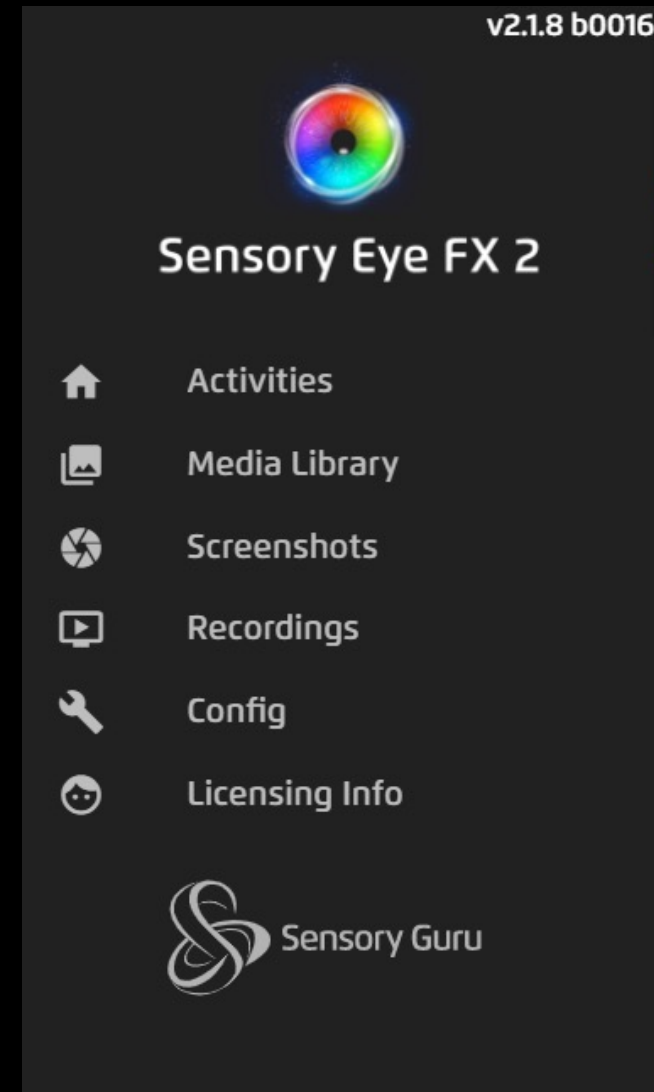 v2.1.8 b0016
Sensory Eye FX 2
Activities
Media Library
Screenshots
Recordings
Config
Licensing Info
Sensory Guru